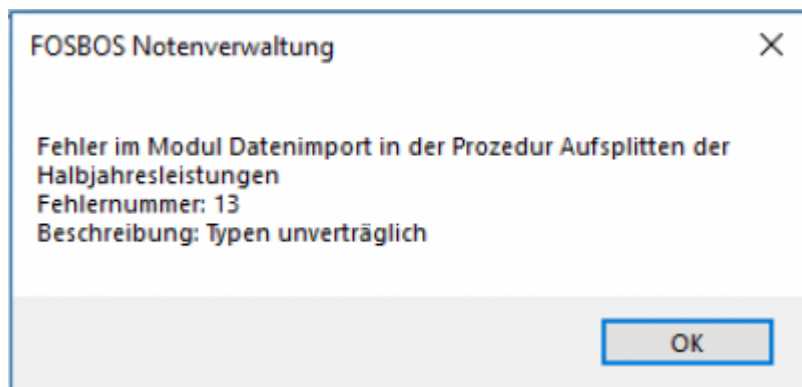 FOSBOS Notenverwaltung
Fehler im Modul Datenimport in der Prozedur Aufsplitten der
Halbjahresleistungen
Fehlernummer: 13
Beschreibung: Typen unverträglich
OK